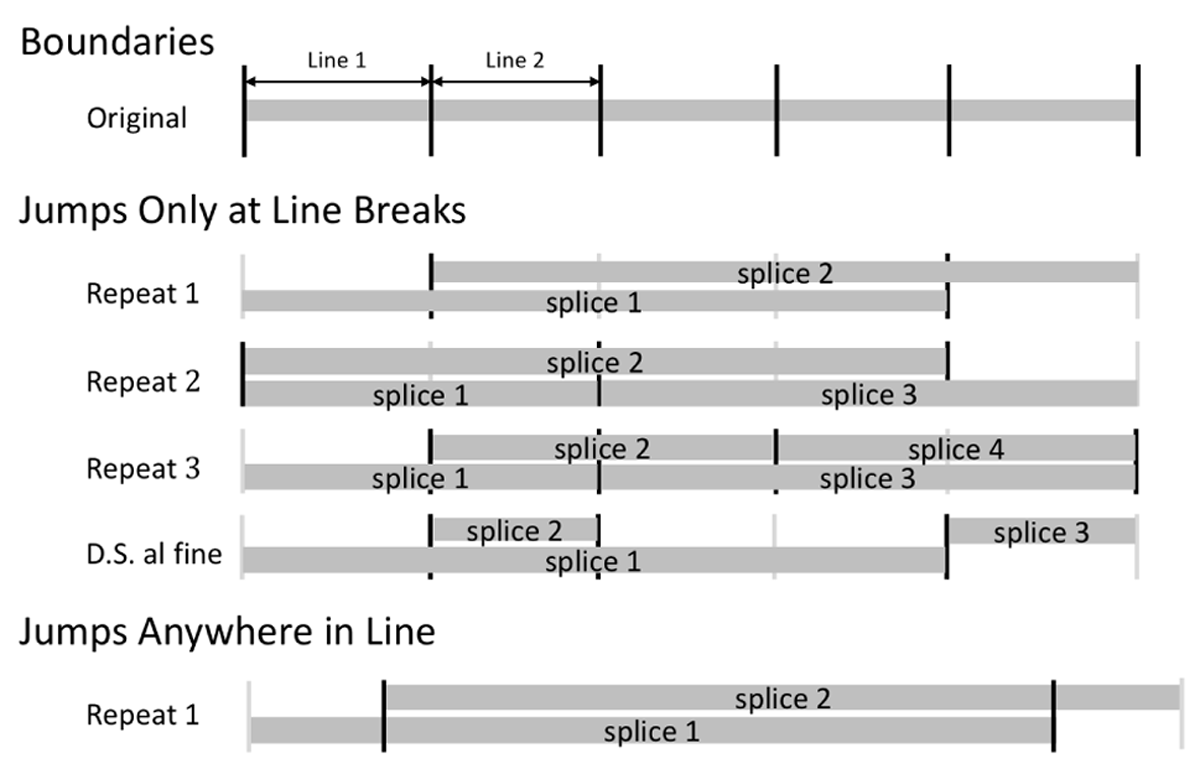 Boundaries
Line 1
Line 2
Original
Jumps Only at Line Breaks
Repeat 1
splice 2
splice 1
Repeat 2
splice 2
splice 1
splice 3
Repeat 3
splice 2
splice 4
splice 1
splice 3
D.S. al fine
splice 2
splice 3
splice 1
Jumps Anywhere in Line
Repeat 1
splice 2
splice 1